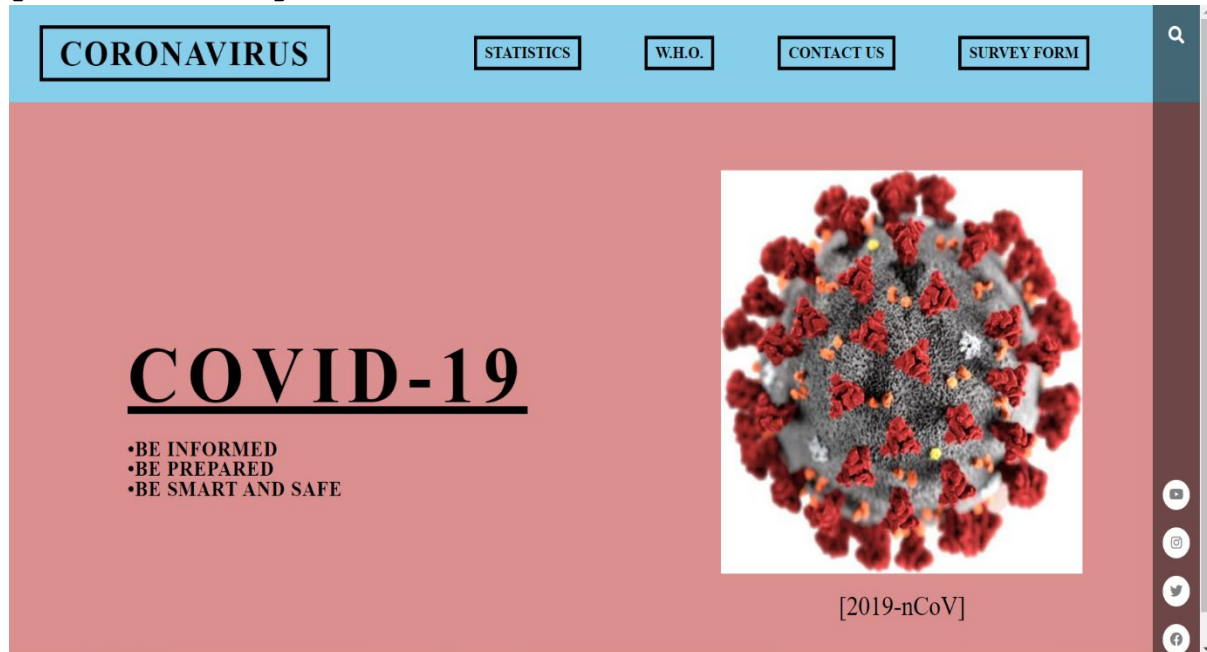 CORONAVIRUS
STATISTICS
W.H.O.
CONTACT US
SURVEY FORM
COVID-19
•BE INFORMED
•BE PREPARED
•BE SMART AND SAFE
[2019-nCoV]